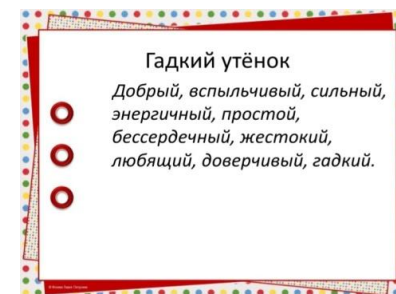 Гадкий утёнок
Добрый, вспыльчивый, сильный,
энергичный, простой,
бессердечный, жестокий,
любящий, доверчивый, гадкий.